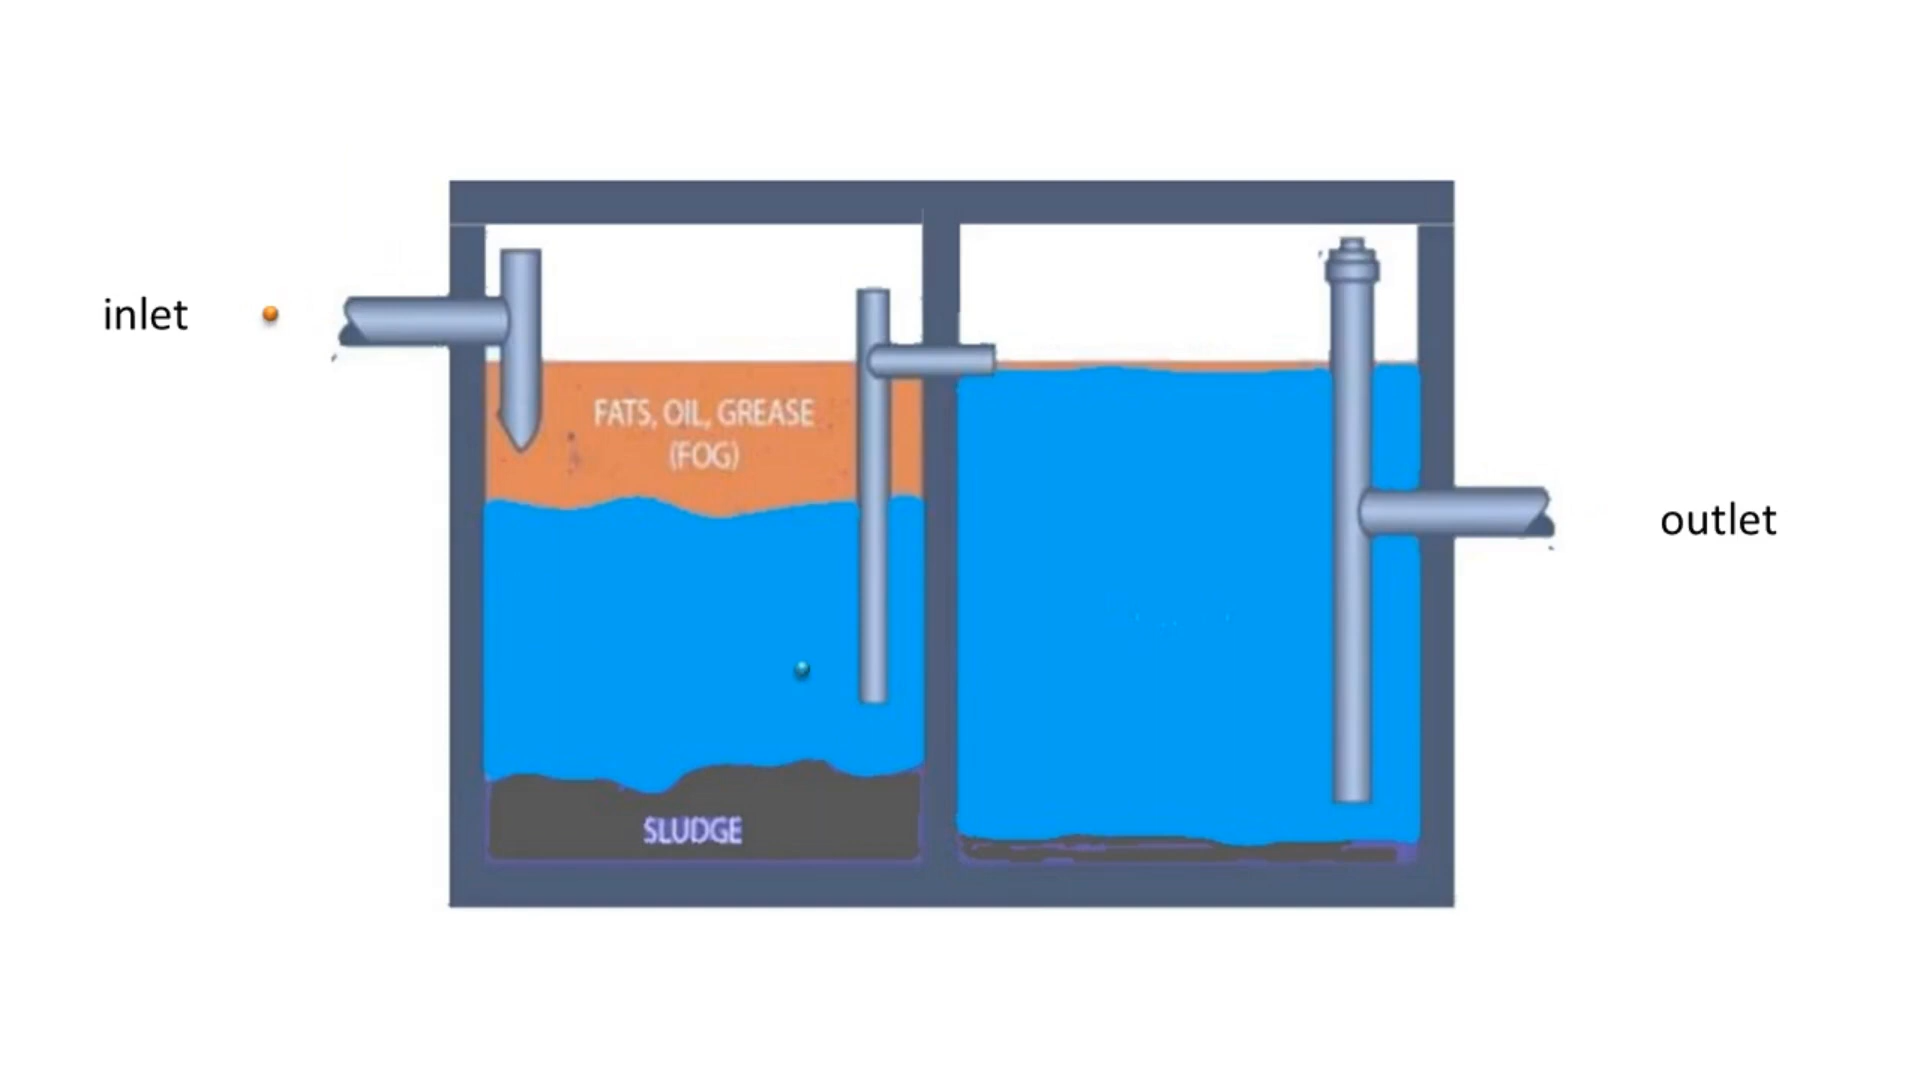 inlet
FATS, OIL, GREASE
(FOG)
outlet
SLUDGE